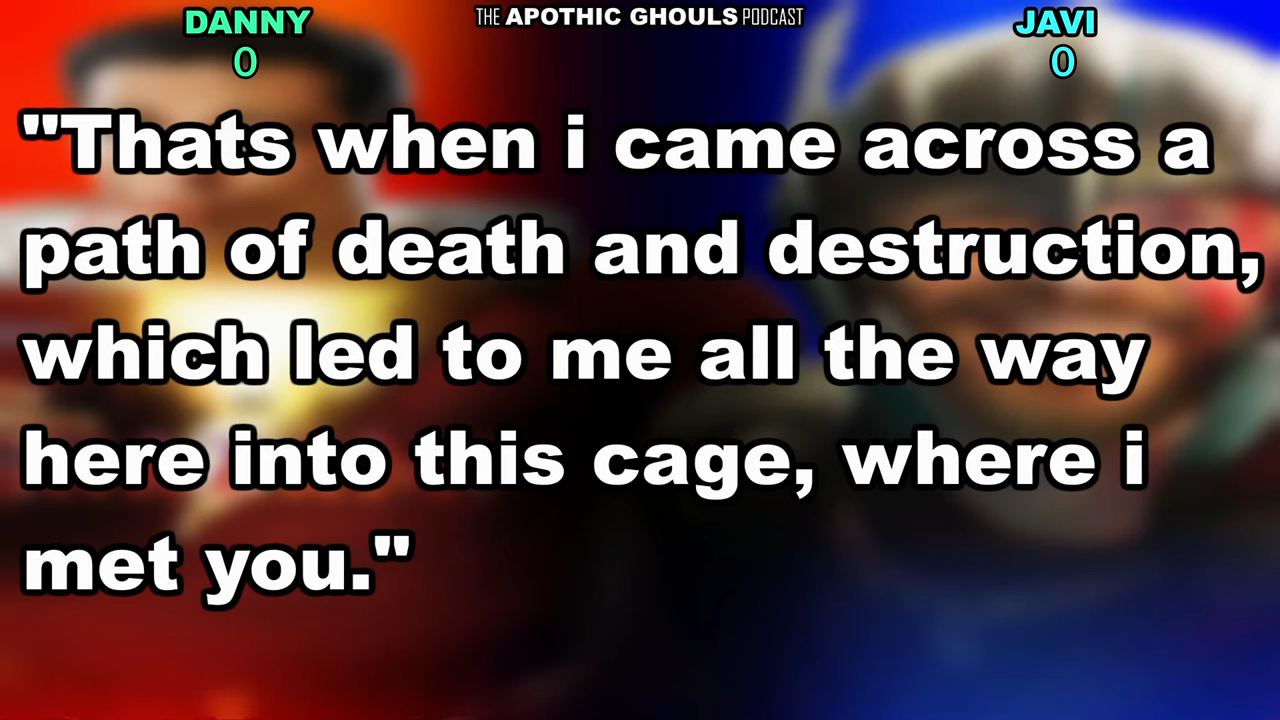 DANNY
0
THE APOTHIC GHOULS PODCAST
JAVI
0
"Thats when i came across a
path of death and destruction,
which led to me all the way
here into this cage, where i
met you."